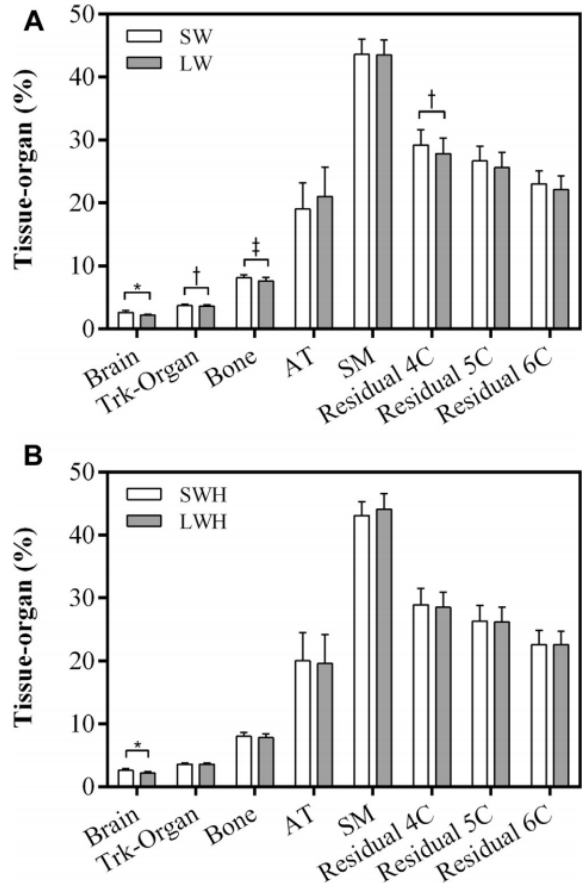 A
SW
LW
Tissue-organ (%)
50
40
30
20
10
0
*
†
‡
†
Brain
Trk-Organ
Bone
AT
SM
Residual 4C
Residual 5C
Residual 6C
B
SWH
LWH
Tissue-organ (%)
50
40
30
20
10
0
*
Brain
Trk-Organ
Bone
AT
SM
Residual 4C
Residual 5C
Residual 6C